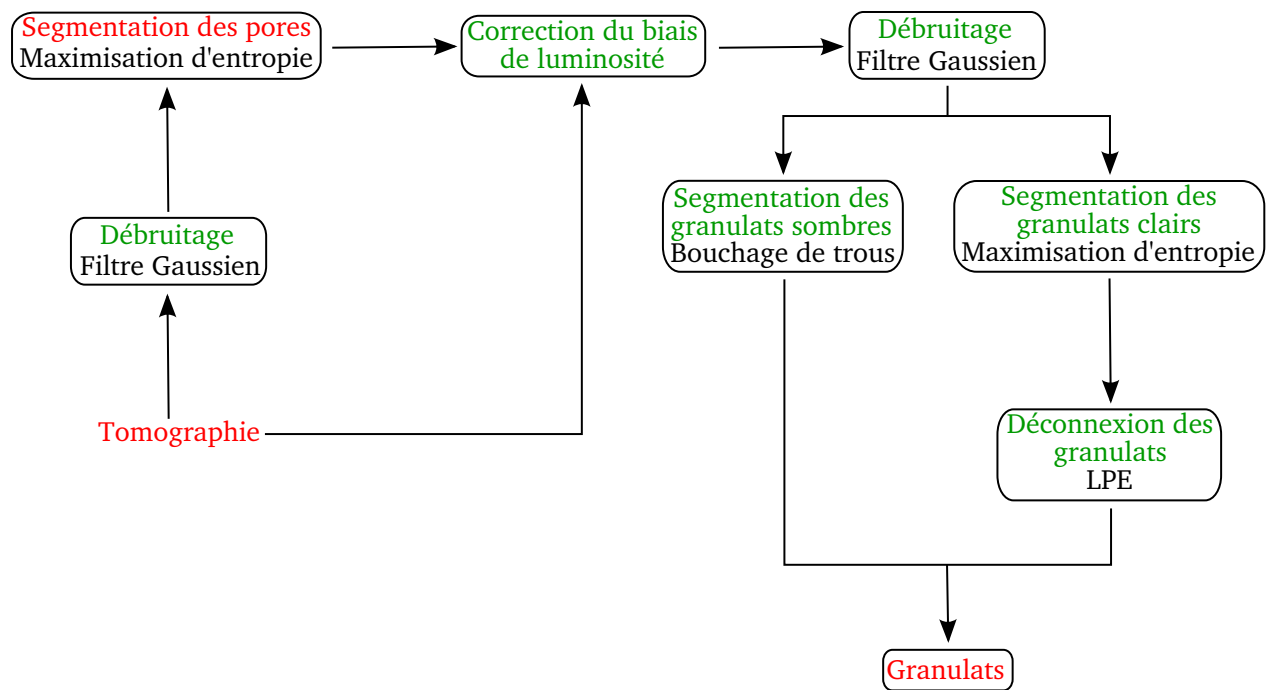 Segmentation des pores
Maximisation d'entropie
Correction du biais
de luminosité
Débruitage
Filtre Gaussien
Débruitage
Filtre Gaussien
Tomographie
Segmentation des
granulats sombres
Bouchage de trous
Segmentation des
granulats clairs
Maximisation d'entropie
Déconnexion des
granulats
LPE
Granulats